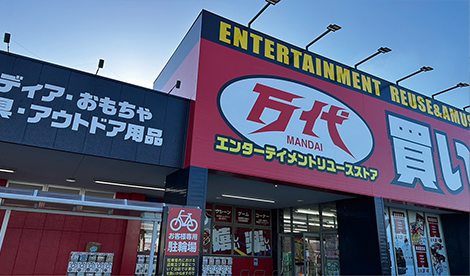 ENTERTAINMENT REUSE&AMUS
万代
MANDAI
エンターテイメントリユースストア
買い
ディア・おもちゃ
具・アウトドア用品
お客様専用
駐輪場